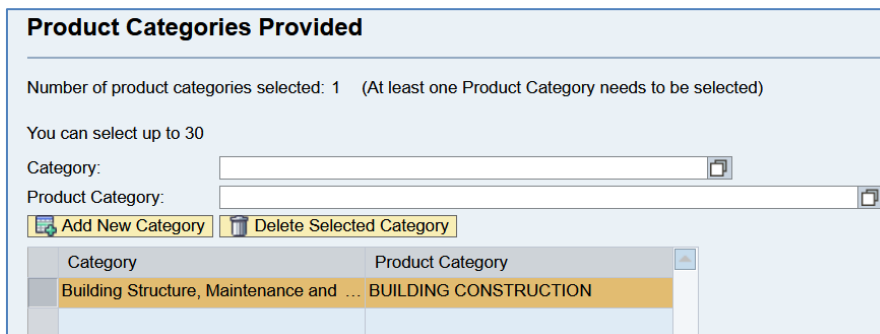 Product Categories Provided
Number of product categories selected: 1 (At least one Product Category needs to be selected)
You can select up to 30
Category:
Product Category:
Add New Category Delete Selected Category
Category Product Category
Building Structure, Maintenance and ... BUILDING CONSTRUCTION